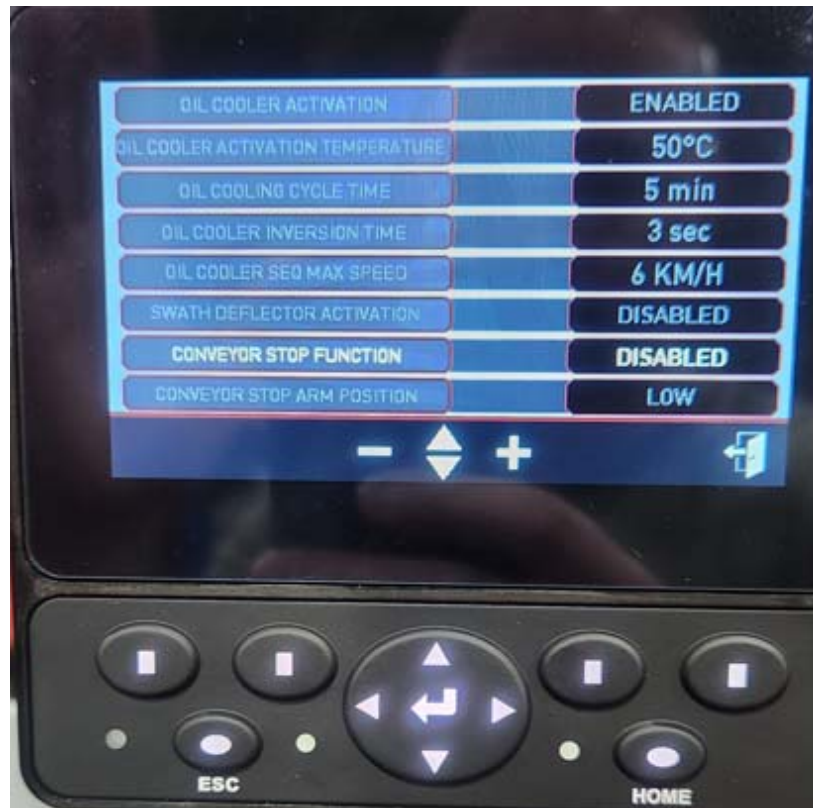 OIL COOLER ACTIVATION ENABLED
OIL COOLER ACTIVATION TEMPERATURE 50°C
OIL COOLING CYCLE TIME 5 min
OIL COOLER INVERSION TIME 3 sec
OIL COOLER SEQ MAX SPEED 6 KM/H
SWATH DEFLECTOR ACTIVATION DISABLED
CONVEYOR STOP FUNCTION DISABLED
CONVEYOR STOP ARM POSITION LOW
ESC HOME